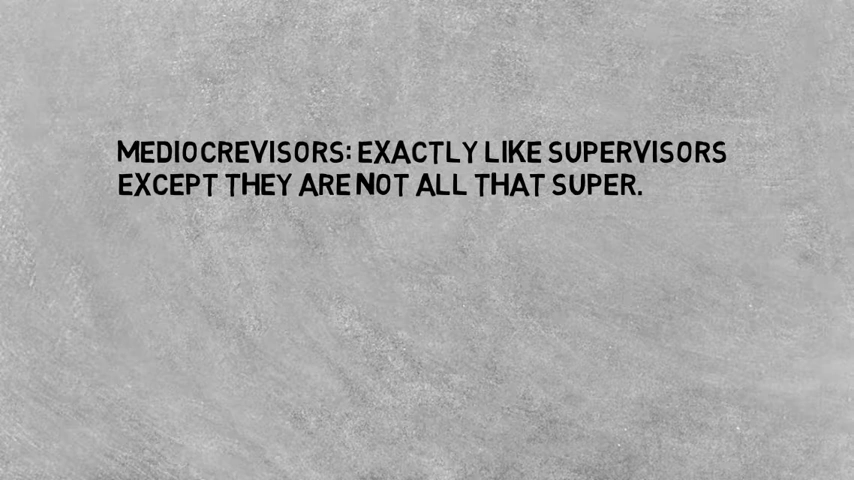 MEDIOCREVISORS: EXACTLY LIKE SUPERVISORS
EXCEPT THEY ARE NOT ALL THAT SUPER.